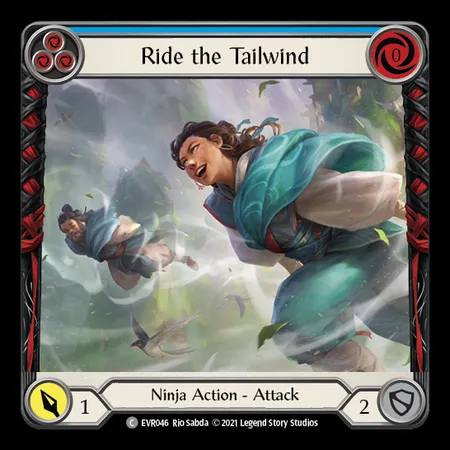 Ride the Tailwind
0
Ninja Action - Attack
1
2
C EVR046 Rio Sabda © 2021 Legend Story Studios